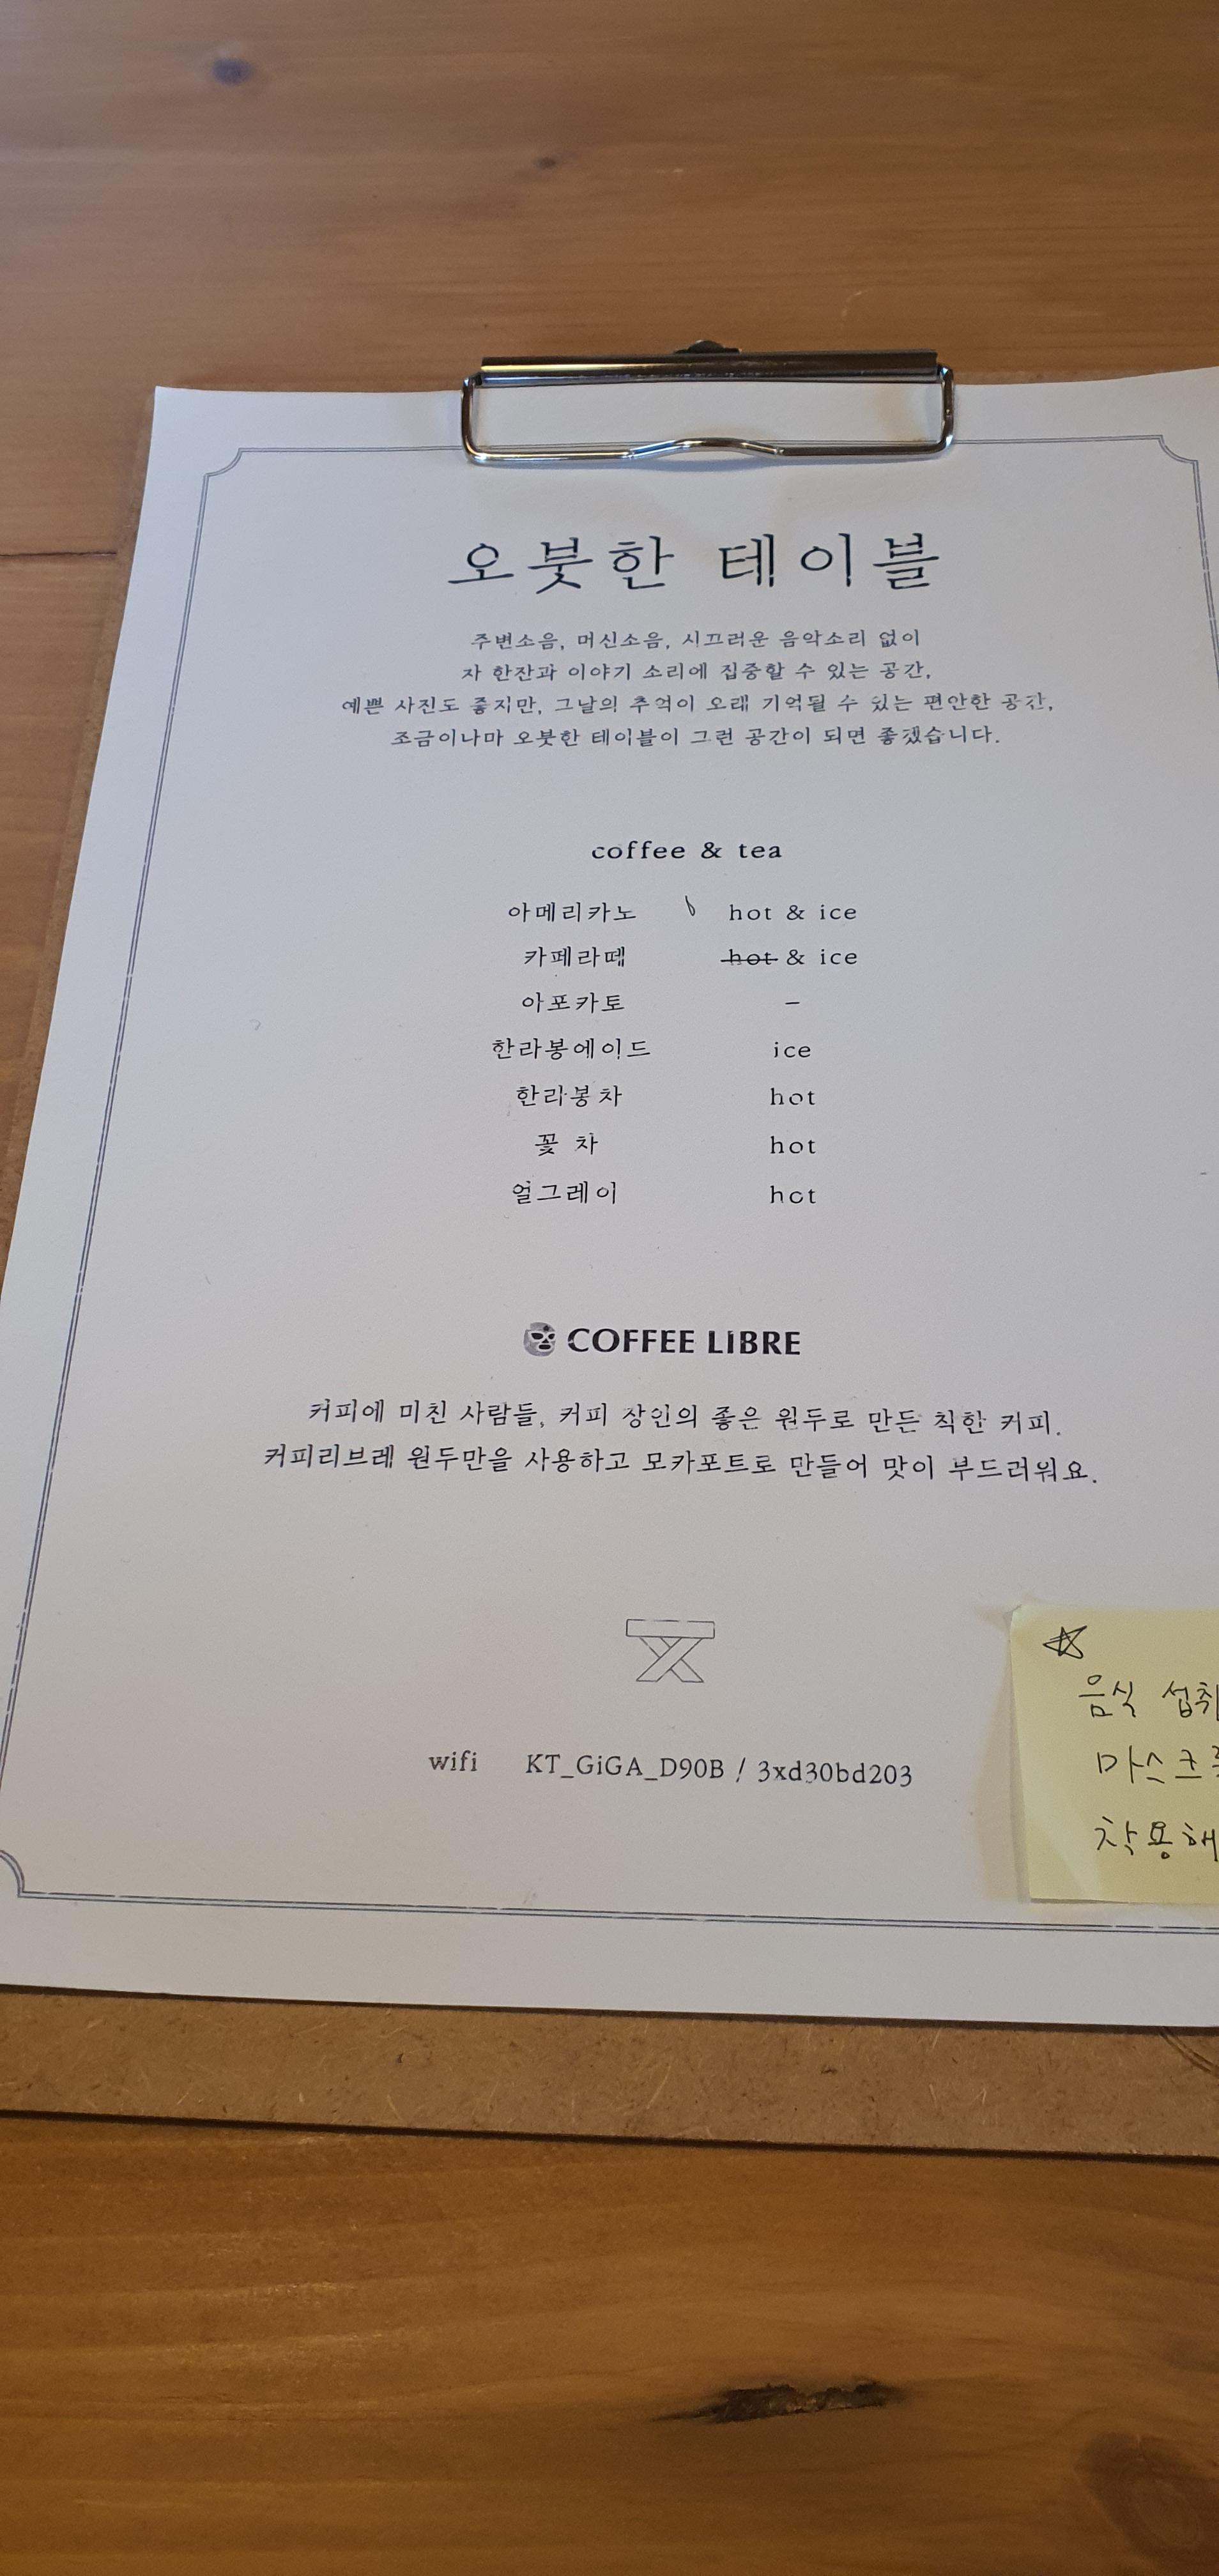 오붓한 테이블
주변소음, 머신소음, 시끄러운 음악소리 없이
차 한잔과 이야기 소리에 집중할 수 있는 공간,
예쁜 사진도 좋지만, 그날의 추억이 오래 기억될 수 있는 편안한 공간,
조금이나마 오붓한 테이블이 그런 공간이 되면 좋겠습니다.
coffee & tea
아메리카노 hot & ice
카페라떼 hot & ice
아포카토 –
한라봉에이드 ice
한라봉차 hot
꽃 차 hot
얼그레이 hot
COFFEE LIBRE
커피에 미친 사람들, 커피 장인의 좋은 원두로 만든 착한 커피.
커피리브레 원두만을 사용하고 모카포트로 만들어 맛이 부드러워요.
음식 섭취
마스크
착용해
wifi KT_GiGA_D90B / 3xd30bd203